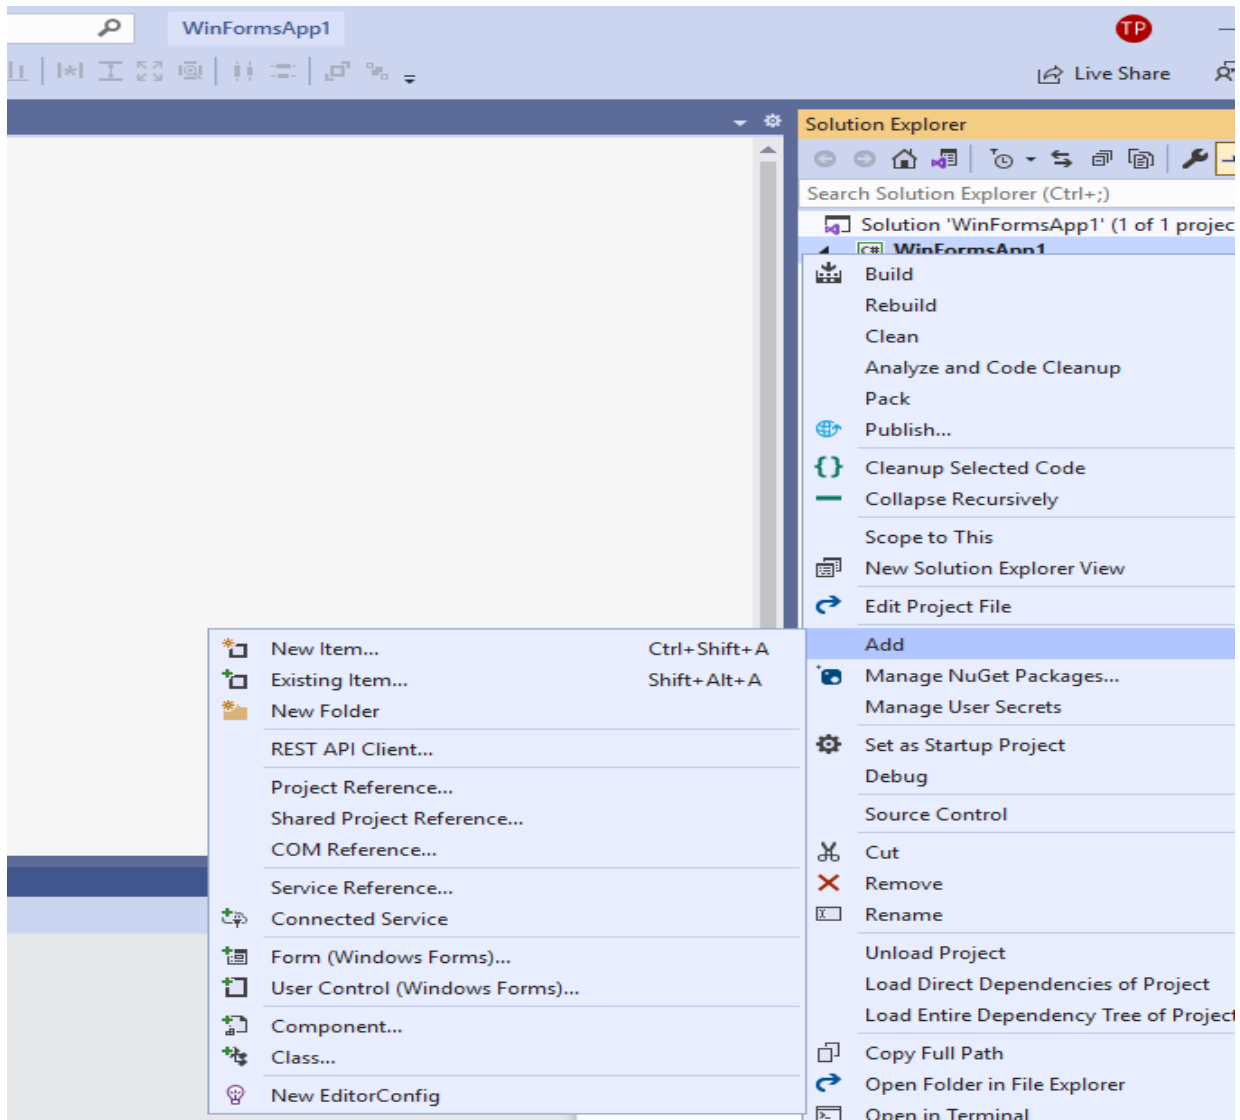 WinFormsApp1
TP
Live Share
Solution Explorer
Search Solution Explorer (Ctrl+;)
Solution 'WinFormsApp1' (1 of 1 projec
C# WinFormsApp1
Build
Rebuild
Clean
Analyze and Code Cleanup
Pack
Publish...
Cleanup Selected Code
Collapse Recursively
Scope to This
New Solution Explorer View
Edit Project File
Add
Manage NuGet Packages...
Manage User Secrets
Set as Startup Project
Debug
Source Control
Cut
Remove
Rename
Unload Project
Load Direct Dependencies of Project
Load Entire Dependency Tree of Project
Copy Full Path
Open Folder in File Explorer
Open in Terminal
New Item... Ctrl+Shift+A
Existing Item... Shift+Alt+A
New Folder
REST API Client...
Project Reference...
Shared Project Reference...
COM Reference...
Service Reference...
Connected Service
Form (Windows Forms)...
User Control (Windows Forms)...
Component...
Class...
New EditorConfig